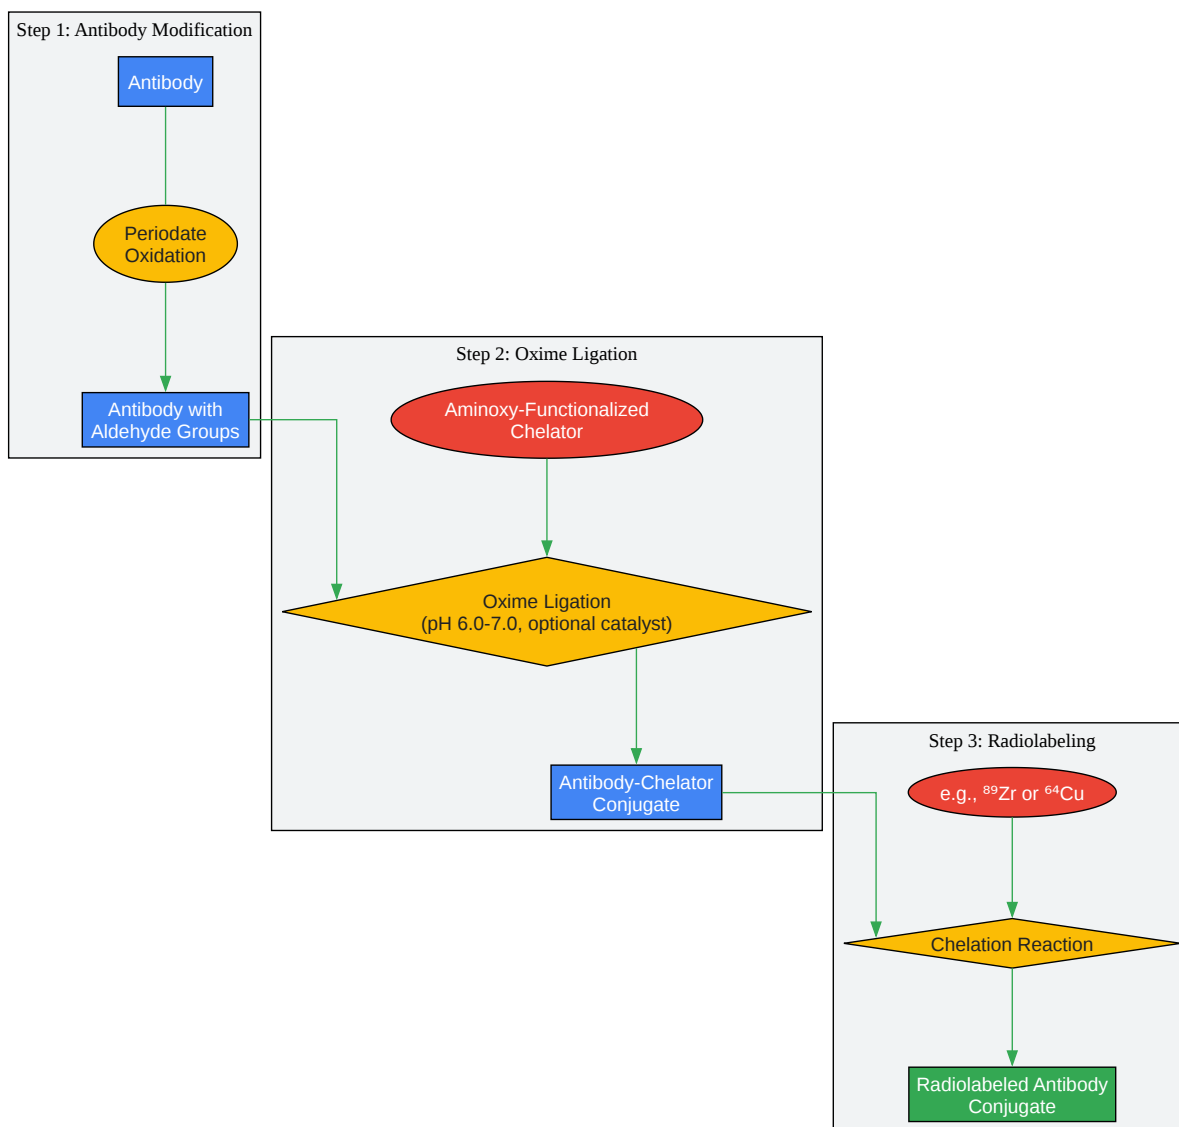 Step 1: Antibody Modification
Antibody
Periodate
Oxidation
Antibody with
Aldehyde Groups
Step 2: Oxime Ligation
Aminoxy-Functionalized
Chelator
Oxime Ligation
(pH 6.0-7.0, optional catalyst)
Antibody-Chelator
Conjugate
Step 3: Radiolabeling
e.g., ⁸⁹Zr or ⁶⁴Cu
Chelation Reaction
Radiolabeled Antibody
Conjugate